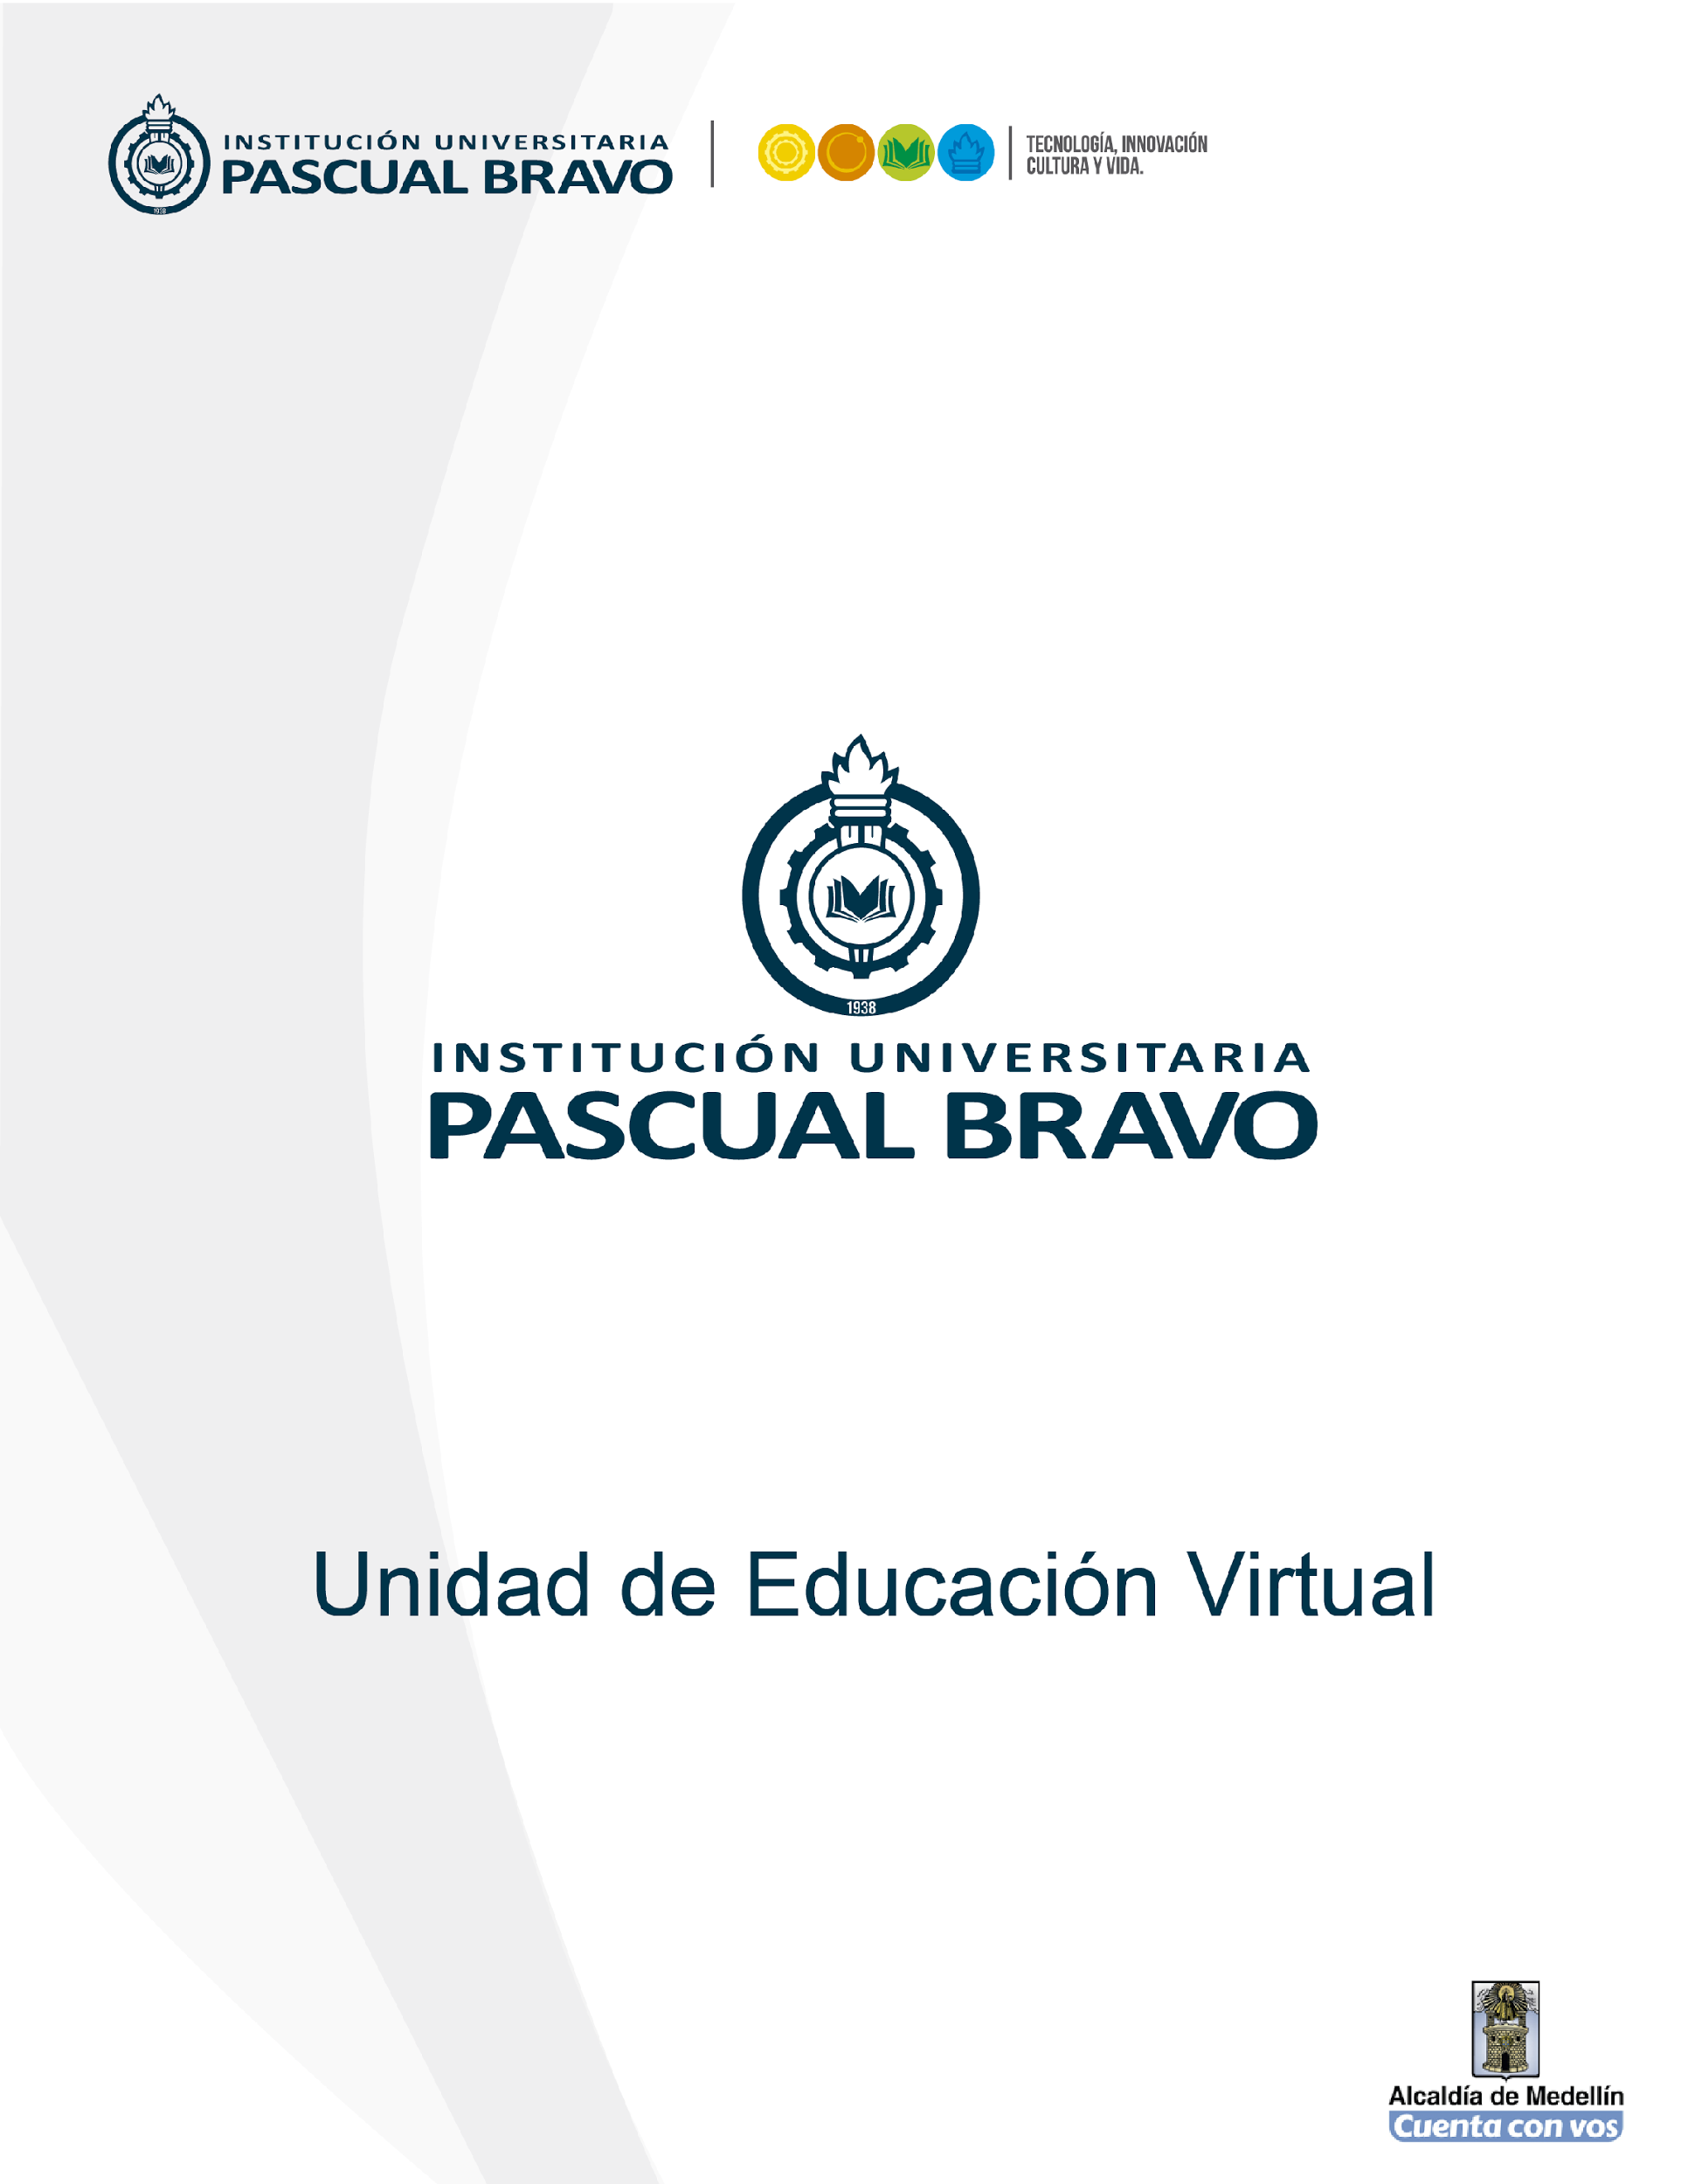 INSTITUCIÓN UNIVERSITARIA
PASCUAL BRAVO
1938
TECNOLOGÍA, INNOVACIÓN
CULTURA Y VIDA.
1938
INSTITUCIÓN UNIVERSITARIA
PASCUAL BRAVO
Unidad de Educación Virtual
Alcaldía de Medellín
Cuenta con vos